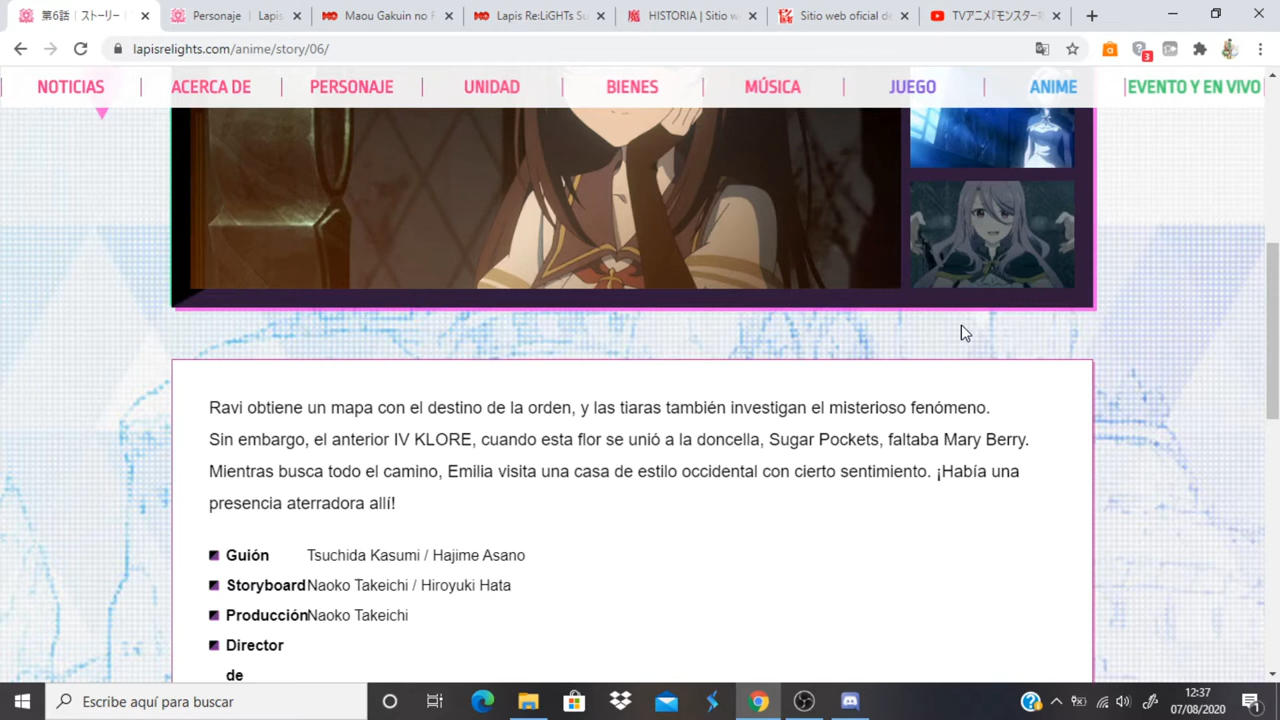 第6話 | ストーリー
Personaje | Lapis
Maou Gakuin no F
Lapis Re:LiGHTs Su
HISTORIA | Sitio w
Sitio web oficial de
TVアニメ『モンスター
lapisrelights.com/anime/story/06/
3
NOTICIAS
ACERCA DE
PERSONAJE
UNIDAD
BIENES
MÚSICA
JUEGO
ANIME
EVENTO Y EN VIVO
Ravi obtiene un mapa con el destino de la orden, y las tiaras también investigan el misterioso fenómeno.
Sin embargo, el anterior IV KLORE, cuando esta flor se unió a la doncella, Sugar Pockets, faltaba Mary Berry.
Mientras busca todo el camino, Emilia visita una casa de estilo occidental con cierto sentimiento. ¡Había una
presencia aterradora allí!
Guión Tsuchida Kasumi / Hajime Asano
Storyboard Naoko Takeichi / Hiroyuki Hata
Producción Naoko Takeichi
Director
de
Escribe aquí para buscar
12:37
07/08/2020
1